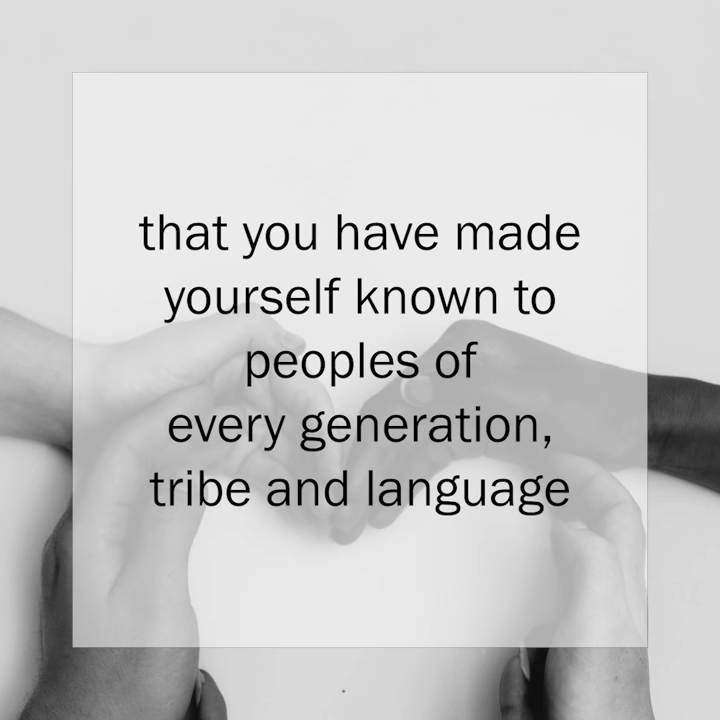 that you have made
yourself known to
peoples of
every generation,
tribe and language